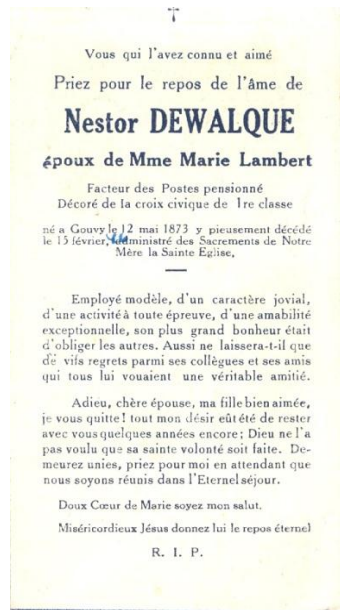 Vous qui l'avez connu et aimé
Priez pour le repos de l'âme de
Nestor DEWALQUE
époux de Mme Marie Lambert
Facteur des Postes pensionné
Décoré de la croix civique de 1re classe
né a Gouvy le 12 mai 1873 y pieusement décédé
le 15 février, administré des Sacrements de Notre
Mère la Sainte Eglise.
Employé modèle, d'un caractère jovial,
d'une activité à toute épreuve, d'une amabilité
exceptionnelle, son plus grand bonheur était
d'obliger les autres. Aussi ne laissera-t-il que
de vifs regrets parmi ses collègues et ses amis
qui tous lui vouaient une véritable amitié.
Adieu, chère épouse, ma fille bien aimée,
je vous quitte! tout mon désir eût été de rester
avec vous quelques années encore; Dieu ne l'a
pas voulu que sa sainte volonté soit faite. De-
meurez unies, priez pour moi en attendant que
nous soyons réunis dans l'Eternel séjour.
Doux Cœur de Marie soyez mon salut.
Miséricordieux Jésus donnez lui le repos éternel
R. I. P.